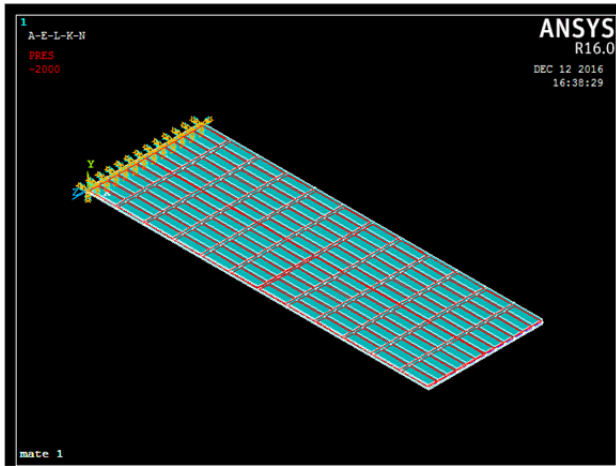 1
A-E-L-K-N
PRES
-2000
ANSYS
R16.0
DEC 12 2016
16:38:29
Y
Z
mate 1